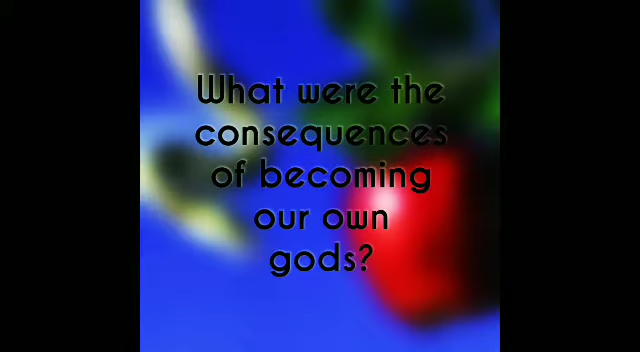 What were the
consequences
of becoming
our own
gods?